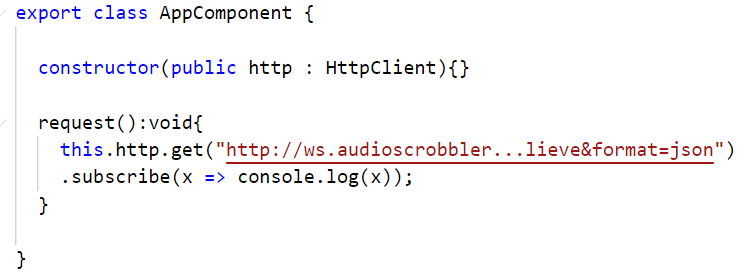 export class AppComponent {
constructor(public http : HttpClient){}
request():void{
this.http.get("http://ws.audioscrobbler...lieve&format=json")
.subscribe(x => console.log(x));
}
}